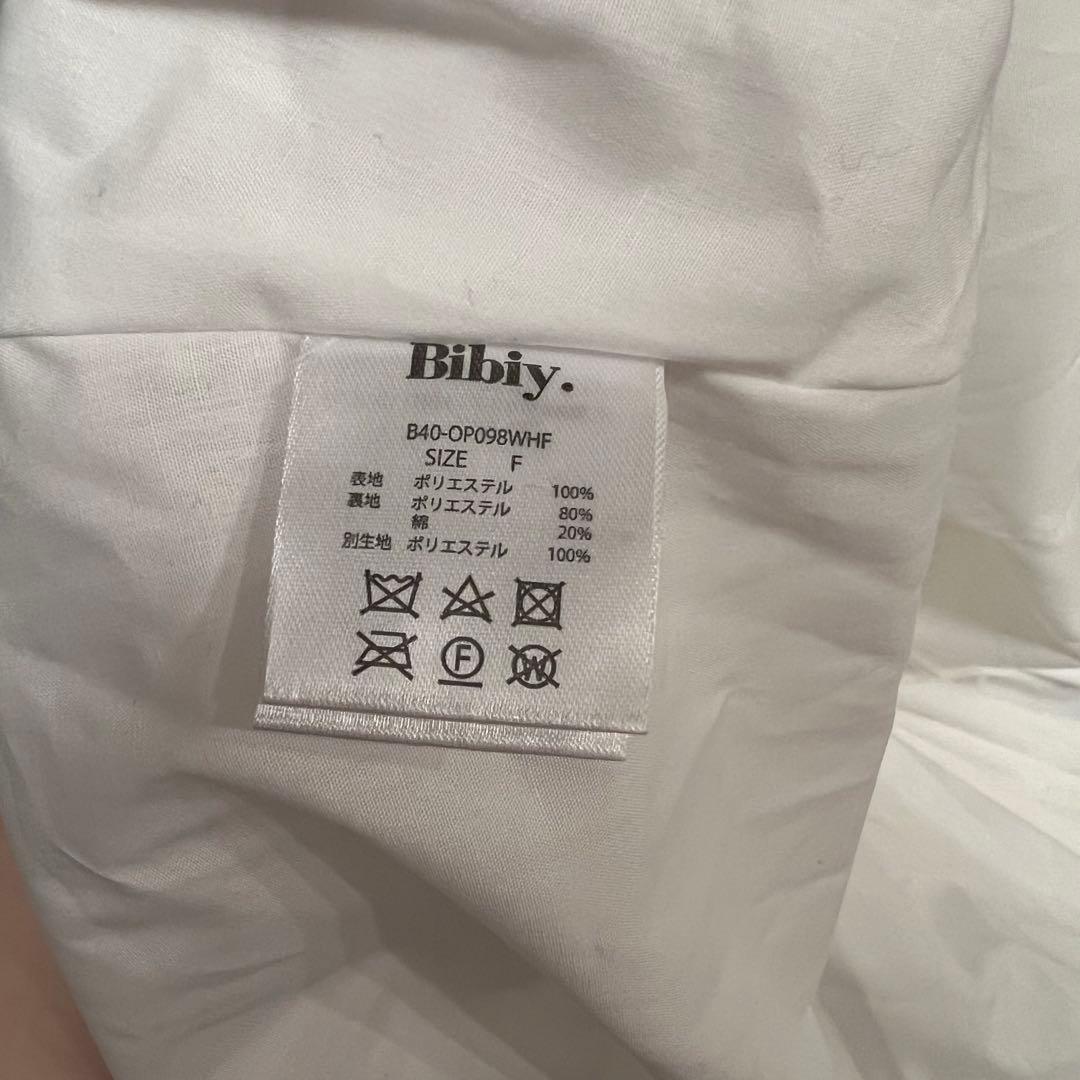 Bibiy.
B40-OP098WHF
SIZE F
表地 ポリエステル 100%
裏地 ポリエステル 80%
綿 20%
別生地 ポリエステル 100%
F W